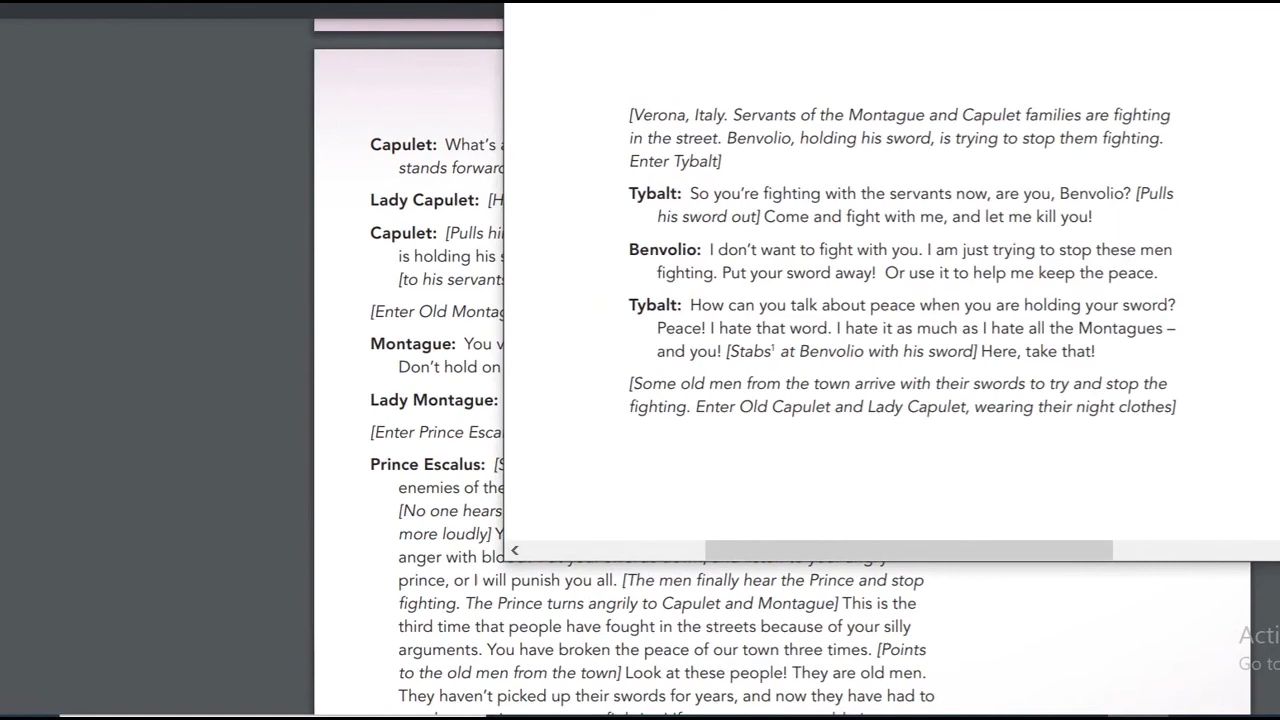 [Verona, Italy. Servants of the Montague and Capulet families are fighting
in the street. Benvolio, holding his sword, is trying to stop them fighting.
Enter Tybalt]
Tybalt: So you're fighting with the servants now, are you, Benvolio? [Pulls
his sword out] Come and fight with me, and let me kill you!
Benvolio: I don't want to fight with you. I am just trying to stop these men
fighting. Put your sword away! Or use it to help me keep the peace.
Tybalt: How can you talk about peace when you are holding your sword?
Peace! I hate that word. I hate it as much as I hate all the Montagues –
and you! [Stabs¹ at Benvolio with his sword] Here, take that!
[Some old men from the town arrive with their swords to try and stop the
fighting. Enter Old Capulet and Lady Capulet, wearing their night clothes]
Capulet: What's
stands forward
Lady Capulet: [H
Capulet: [Pulls hi
is holding his
[to his servants
[Enter Old Montag
Montague: You v
Don't hold on
Lady Montague:
[Enter Prince Esca
Prince Escalus: [S
enemies of the
[No one hears
more loudly] Y
anger with blo
prince, or I will punish you all. [The men finally hear the Prince and stop
fighting. The Prince turns angrily to Capulet and Montague] This is the
third time that people have fought in the streets because of your silly
arguments. You have broken the peace of our town three times. [Points
to the old men from the town] Look at these people! They are old men.
They haven't picked up their swords for years, and now they have had to
Acti
Go to